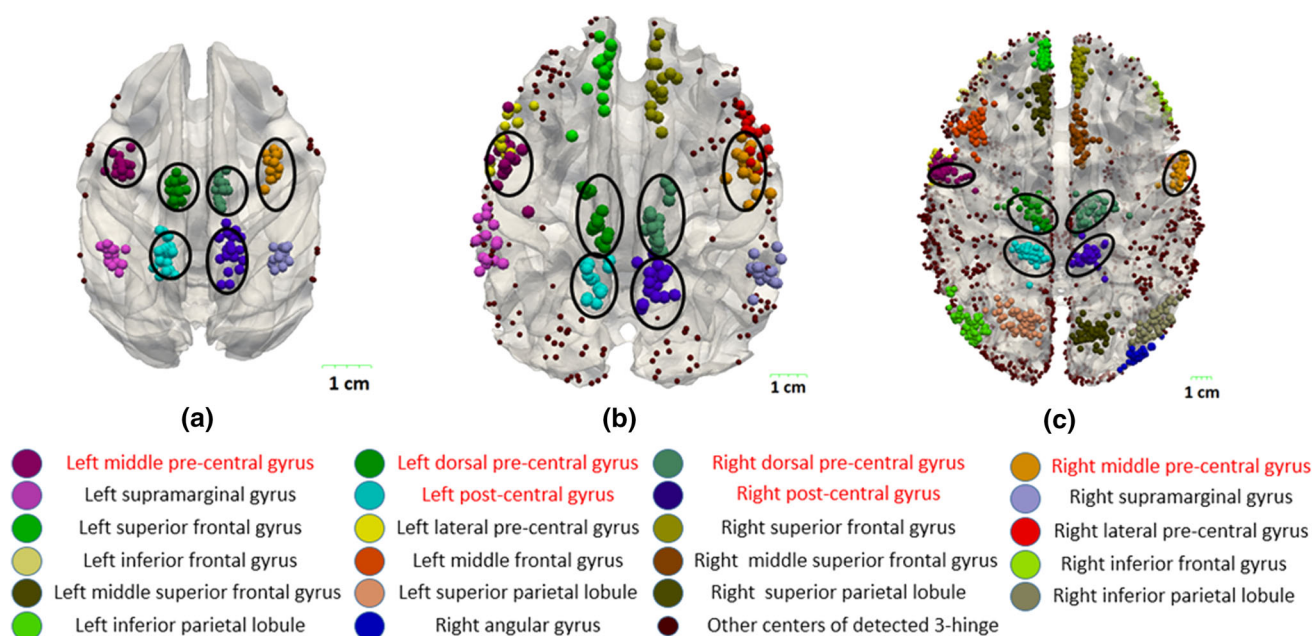 1 cm
1 cm
1 cm
(a)
(b)
(c)
Left middle pre-central gyrus
Left dorsal pre-central gyrus
Right dorsal pre-central gyrus
Right middle pre-central gyrus
Left supramarginal gyrus
Left post-central gyrus
Right post-central gyrus
Right supramarginal gyrus
Left superior frontal gyrus
Left lateral pre-central gyrus
Right superior frontal gyrus
Right lateral pre-central gyrus
Left inferior frontal gyrus
Left middle frontal gyrus
Right middle superior frontal gyrus
Right inferior frontal gyrus
Left middle superior frontal gyrus
Left superior parietal lobule
Right superior parietal lobule
Right inferior parietal lobule
Left inferior parietal lobule
Right angular gyrus
Other centers of detected 3-hinge